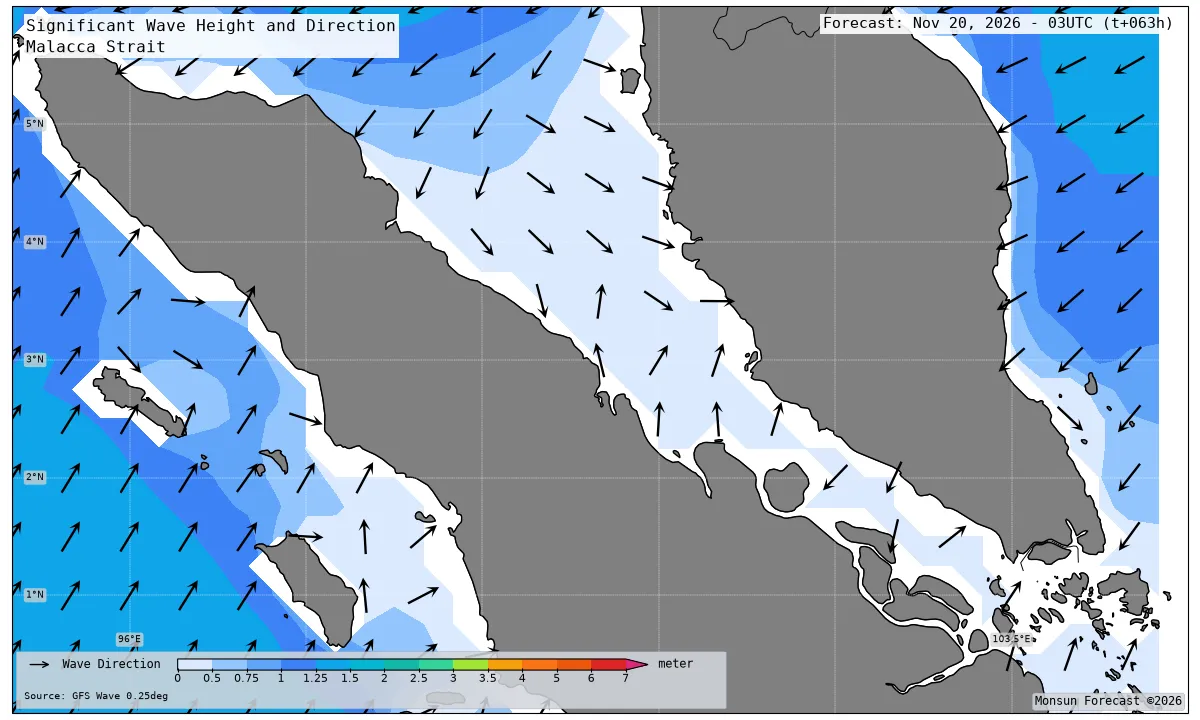 Significant Wave Height and Direction
Malacca Strait
Forecast: Nov 20, 2026 - 03UTC (t+063h)
5°N
4°N
3°N
2°N
1°N
96°E
103.5°E
Wave Direction
meter
0 0.5 0.75 1 1.25 1.5 2 2.5 3 3.5 4 5 6 7
Source: GFS Wave 0.25deg
Monsun Forecast ©2026